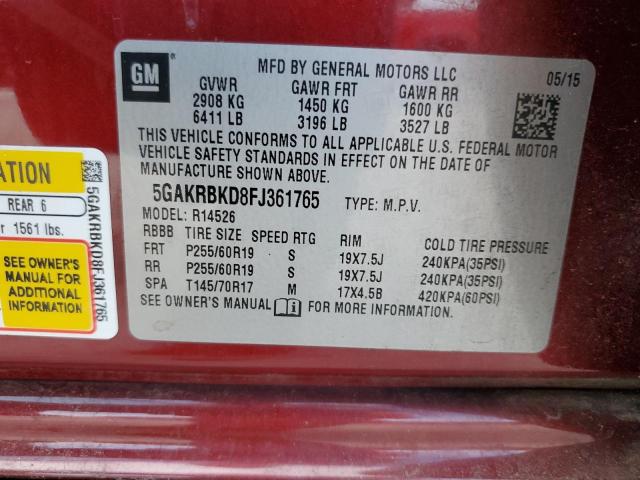 GM
MFD BY GENERAL MOTORS LLC 05/15
GVWR GAWR FRT GAWR RR
2908 KG 1450 KG 1600 KG
6411 LB 3196 LB 3527 LB
THIS VEHICLE CONFORMS TO ALL APPLICABLE U.S. FEDERAL MOTOR
VEHICLE SAFETY STANDARDS IN EFFECT ON THE DATE OF
MANUFACTURE SHOWN ABOVE.
5GAKRBKD8FJ361765 TYPE: M.P.V.
MODEL: R14526
RBBB TIRE SIZE SPEED RTG RIM COLD TIRE PRESSURE
FRT P255/60R19 S 19X7.5J 240KPA(35PSI)
RR P255/60R19 S 19X7.5J 240KPA(35PSI)
SPA T145/70R17 M 17X4.5B 420KPA(60PSI)
SEE OWNER'S MANUAL i FOR MORE INFORMATION.
ATION
REAR 6
r 1561 lbs.
SEE OWNER'S
MANUAL FOR
ADDITIONAL
INFORMATION
5GAKRBKD8FJ361765